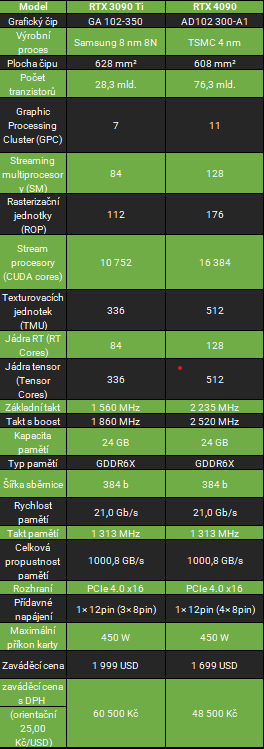 Model RTX 3090 Ti RTX 4090
Grafický čip GA 102-350 AD102 300-A1
Výrobní
proces Samsung 8 nm 8N TSMC 4 nm
Plocha čipu 628 mm² 608 mm²
Počet
tranzistorů 28,3 mld. 76,3 mld.
Graphic
Processing
Cluster (GPC) 7 11
Streaming
multiprocesor
y (SM) 84 128
Rasterizační
jednotky
(ROP) 112 176
Stream
procesory
(CUDA cores) 10 752 16 384
Texturovacích
jednotek
(TMU) 336 512
Jádra RT (RT
Cores) 84 128
Jádra tensor
(Tensor
Cores) 336 512
Základní takt 1 560 MHz 2 235 MHz
Takt s boost 1 860 MHz 2 520 MHz
Kapacita
pamětí 24 GB 24 GB
Typ pamětí GDDR6X GDDR6X
Šířka sběrnice 384 b 384 b
Rychlost
pamětí 21,0 Gb/s 21,0 Gb/s
Takt pamětí 1 313 MHz 1 313 MHz
Celková
propustnost
pamětí 1000,8 GB/s 1000,8 GB/s
Rozhraní PCIe 4.0 x16 PCIe 4.0 x16
Přídavné
napájení 1× 12pin (3× 8pin) 1× 12pin (4× 8pin)
Maximální
příkon karty 450 W 450 W
Zaváděcí cena 1 999 USD 1 699 USD
zaváděcí cena
s DPH
(orientační
25,00
Kč/USD) 60 500 Kč 48 500 Kč